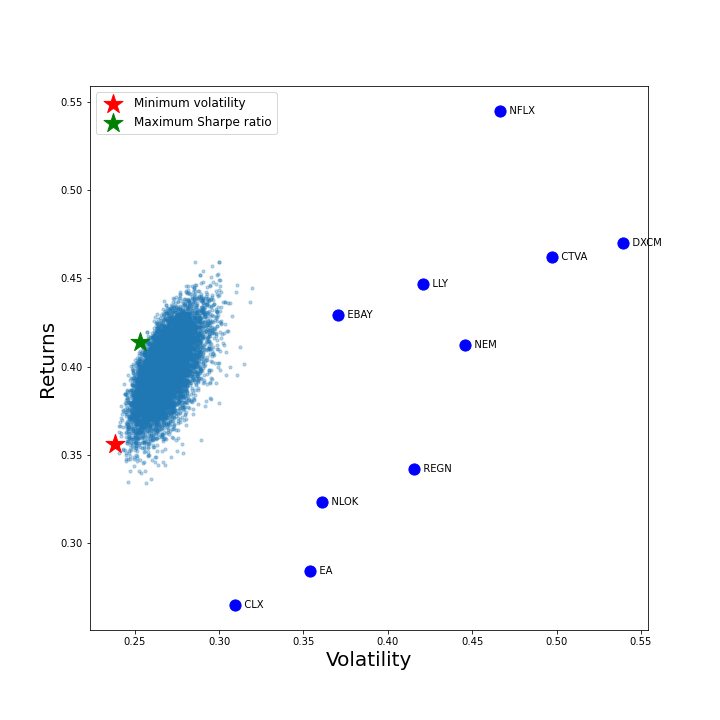 Minimum volatility
Maximum Sharpe ratio
0.55
0.50
0.45
0.40
0.35
0.30
Returns
NFLX
DXCM
CTVA
LLY
EBAY
NEM
REGN
NLOK
EA
CLX
0.25
0.30
0.35
0.40
0.45
0.50
0.55
Volatility